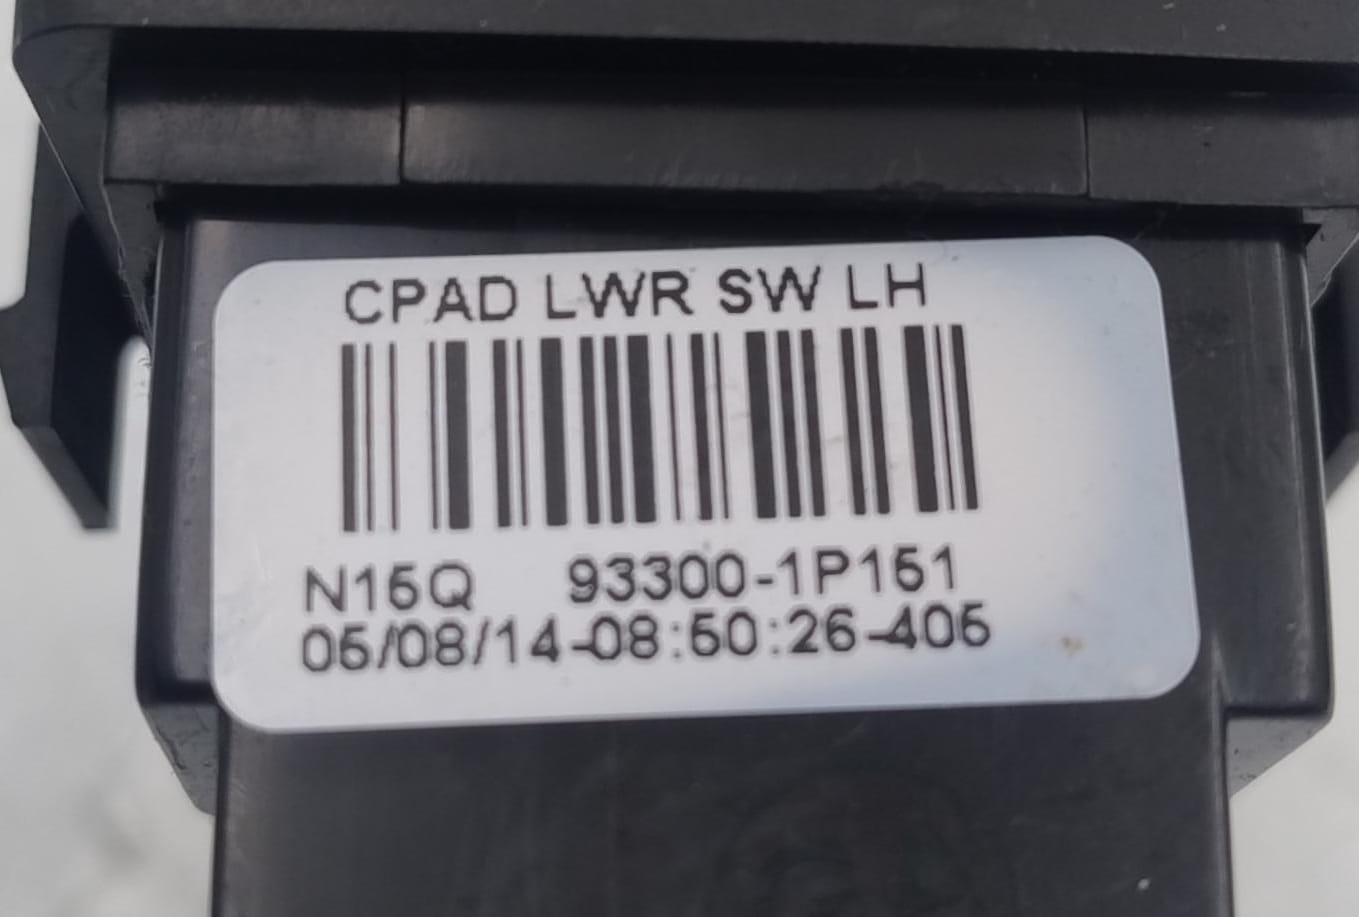 CPAD LWR SW LH
N15Q 93300-1P151
05/08/14-08:50:26-405